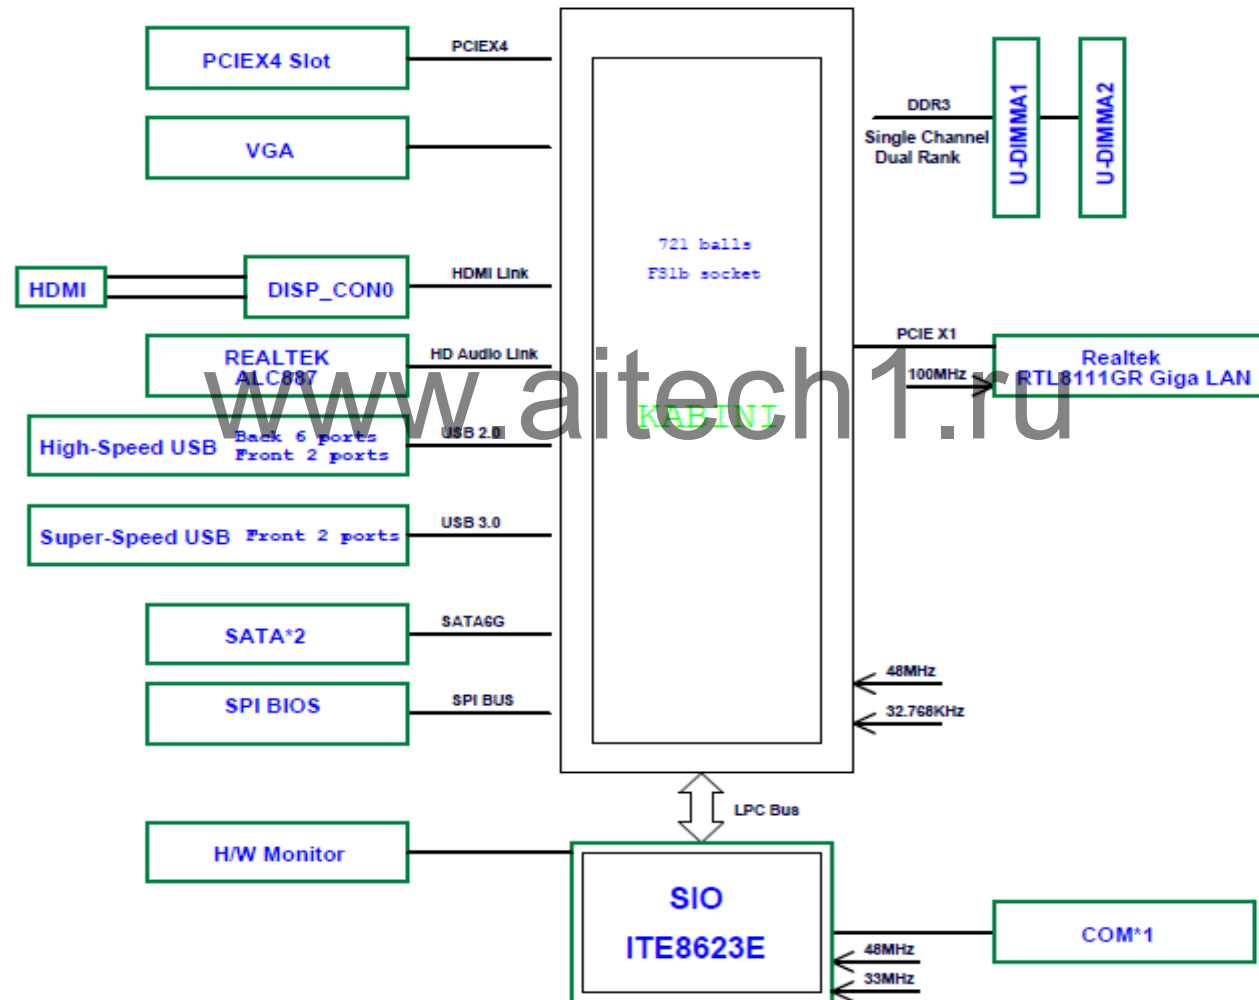 PCIEX4 Slot
PCIEX4
VGA
HDMI
DISP_CON0
HDMI Link
REALTEK
ALC887
HD Audio Link
High-Speed USB
Back 6 ports
Front 2 ports
USB 2.0
Super-Speed USB
Front 2 ports
USB 3.0
SATA*2
SATA6G
SPI BIOS
SPI BUS
721 balls
FS1b socket
KABINI
www.aitech1.ru
DDR3
Single Channel
Dual Rank
U-DIMMA1
U-DIMMA2
PCIE X1
100MHz
Realtek
RTL8111GR Giga LAN
48MHz
32.768KHz
LPC Bus
H/W Monitor
SIO
ITE8623E
COM*1
48MHz
33MHz